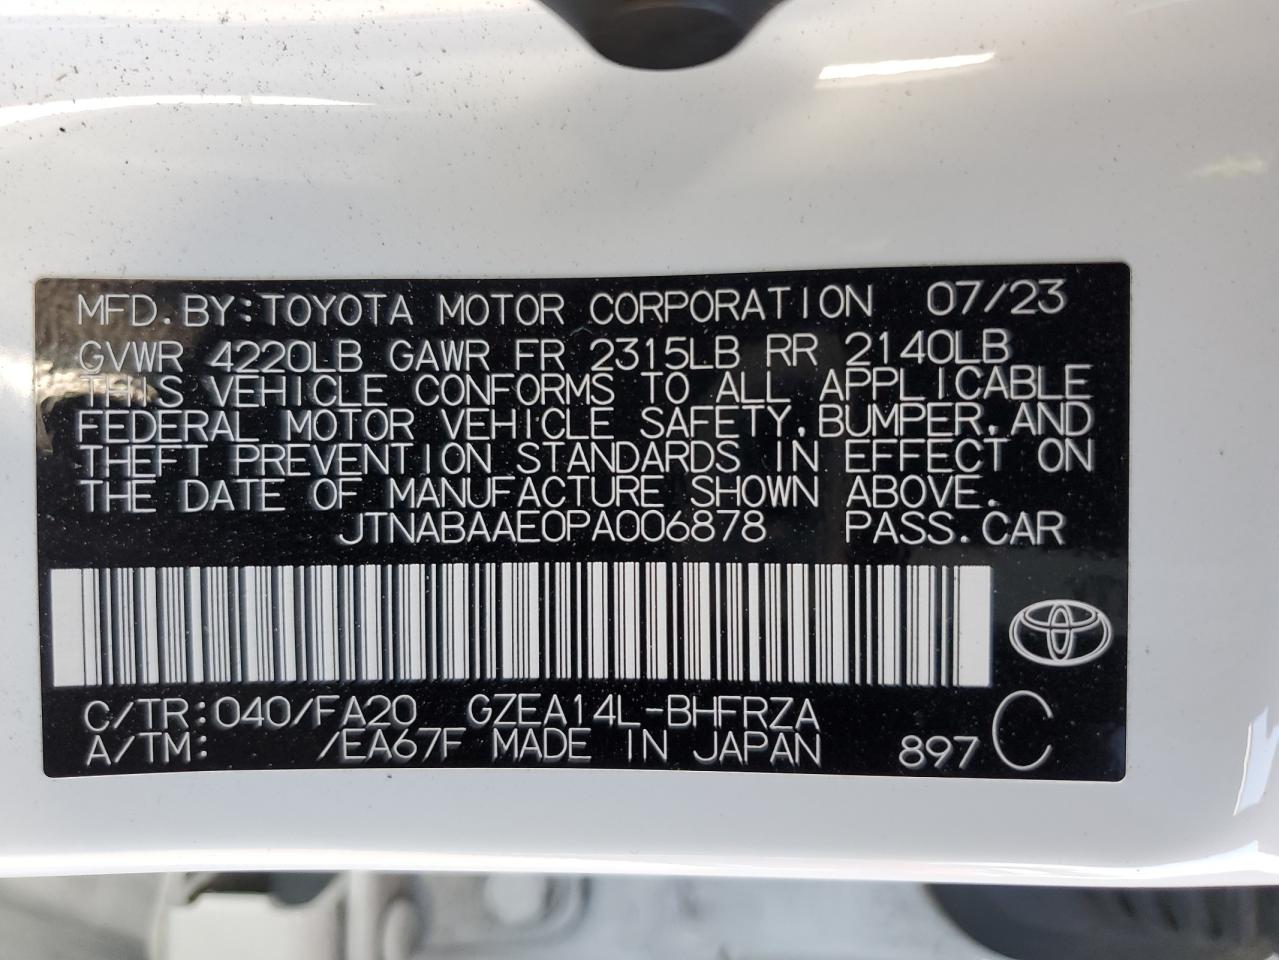 MFD.BY:TOYOTA MOTOR CORPORATION 07/23
GVWR 4220LB GAWR FR 2315LB RR 2140LB
THIS VEHICLE CONFORMS TO ALL APPLICABLE
FEDERAL MOTOR VEHICLE SAFETY,BUMPER,AND
THEFT PREVENTION STANDARDS IN EFFECT ON
THE DATE OF MANUFACTURE SHOWN ABOVE.
JTNABAAE0PA006878 PASS.CAR
C/TR:040/FA20 GZEA14L-BHFRZA C
A/TM: /EA67F MADE IN JAPAN 897